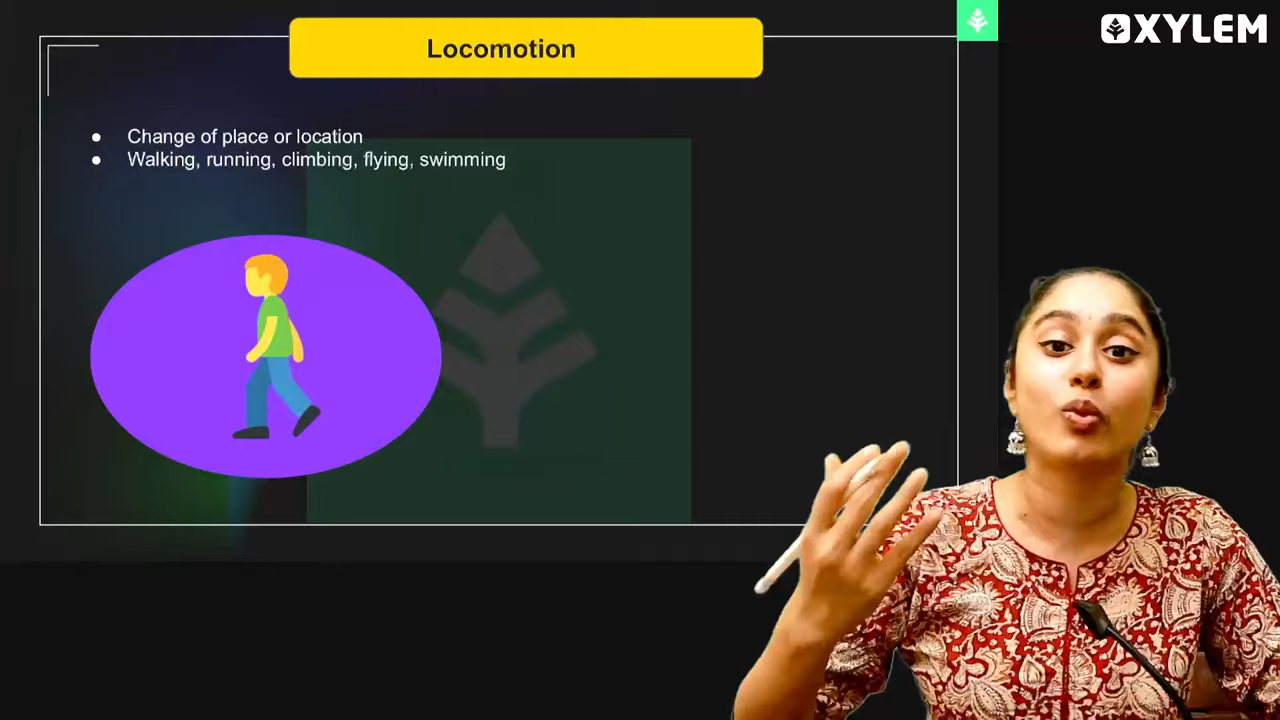 Locomotion
XYLEM
● Change of place or location
● Walking, running, climbing, flying, swimming